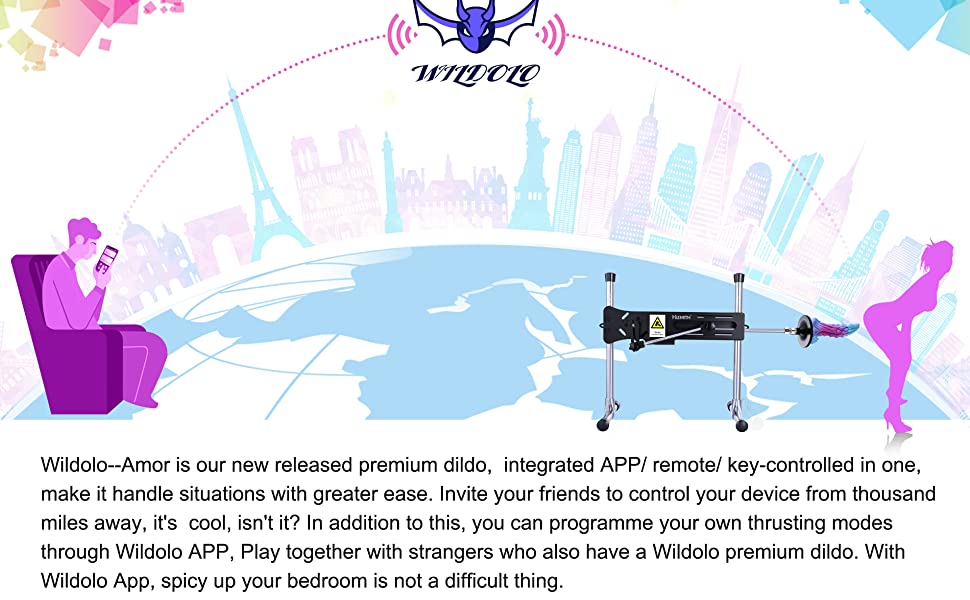 WILDOLO
Hismith
Wildolo--Amor is our new released premium dildo,  integrated APP/ remote/ key-controlled in one,
make it handle situations with greater ease. Invite your friends to control your device from thousand
miles away, it's  cool, isn't it? In addition to this, you can programme your own thrusting modes
through Wildolo APP, Play together with strangers who also have a Wildolo premium dildo. With
Wildolo App, spicy up your bedroom is not a difficult thing.